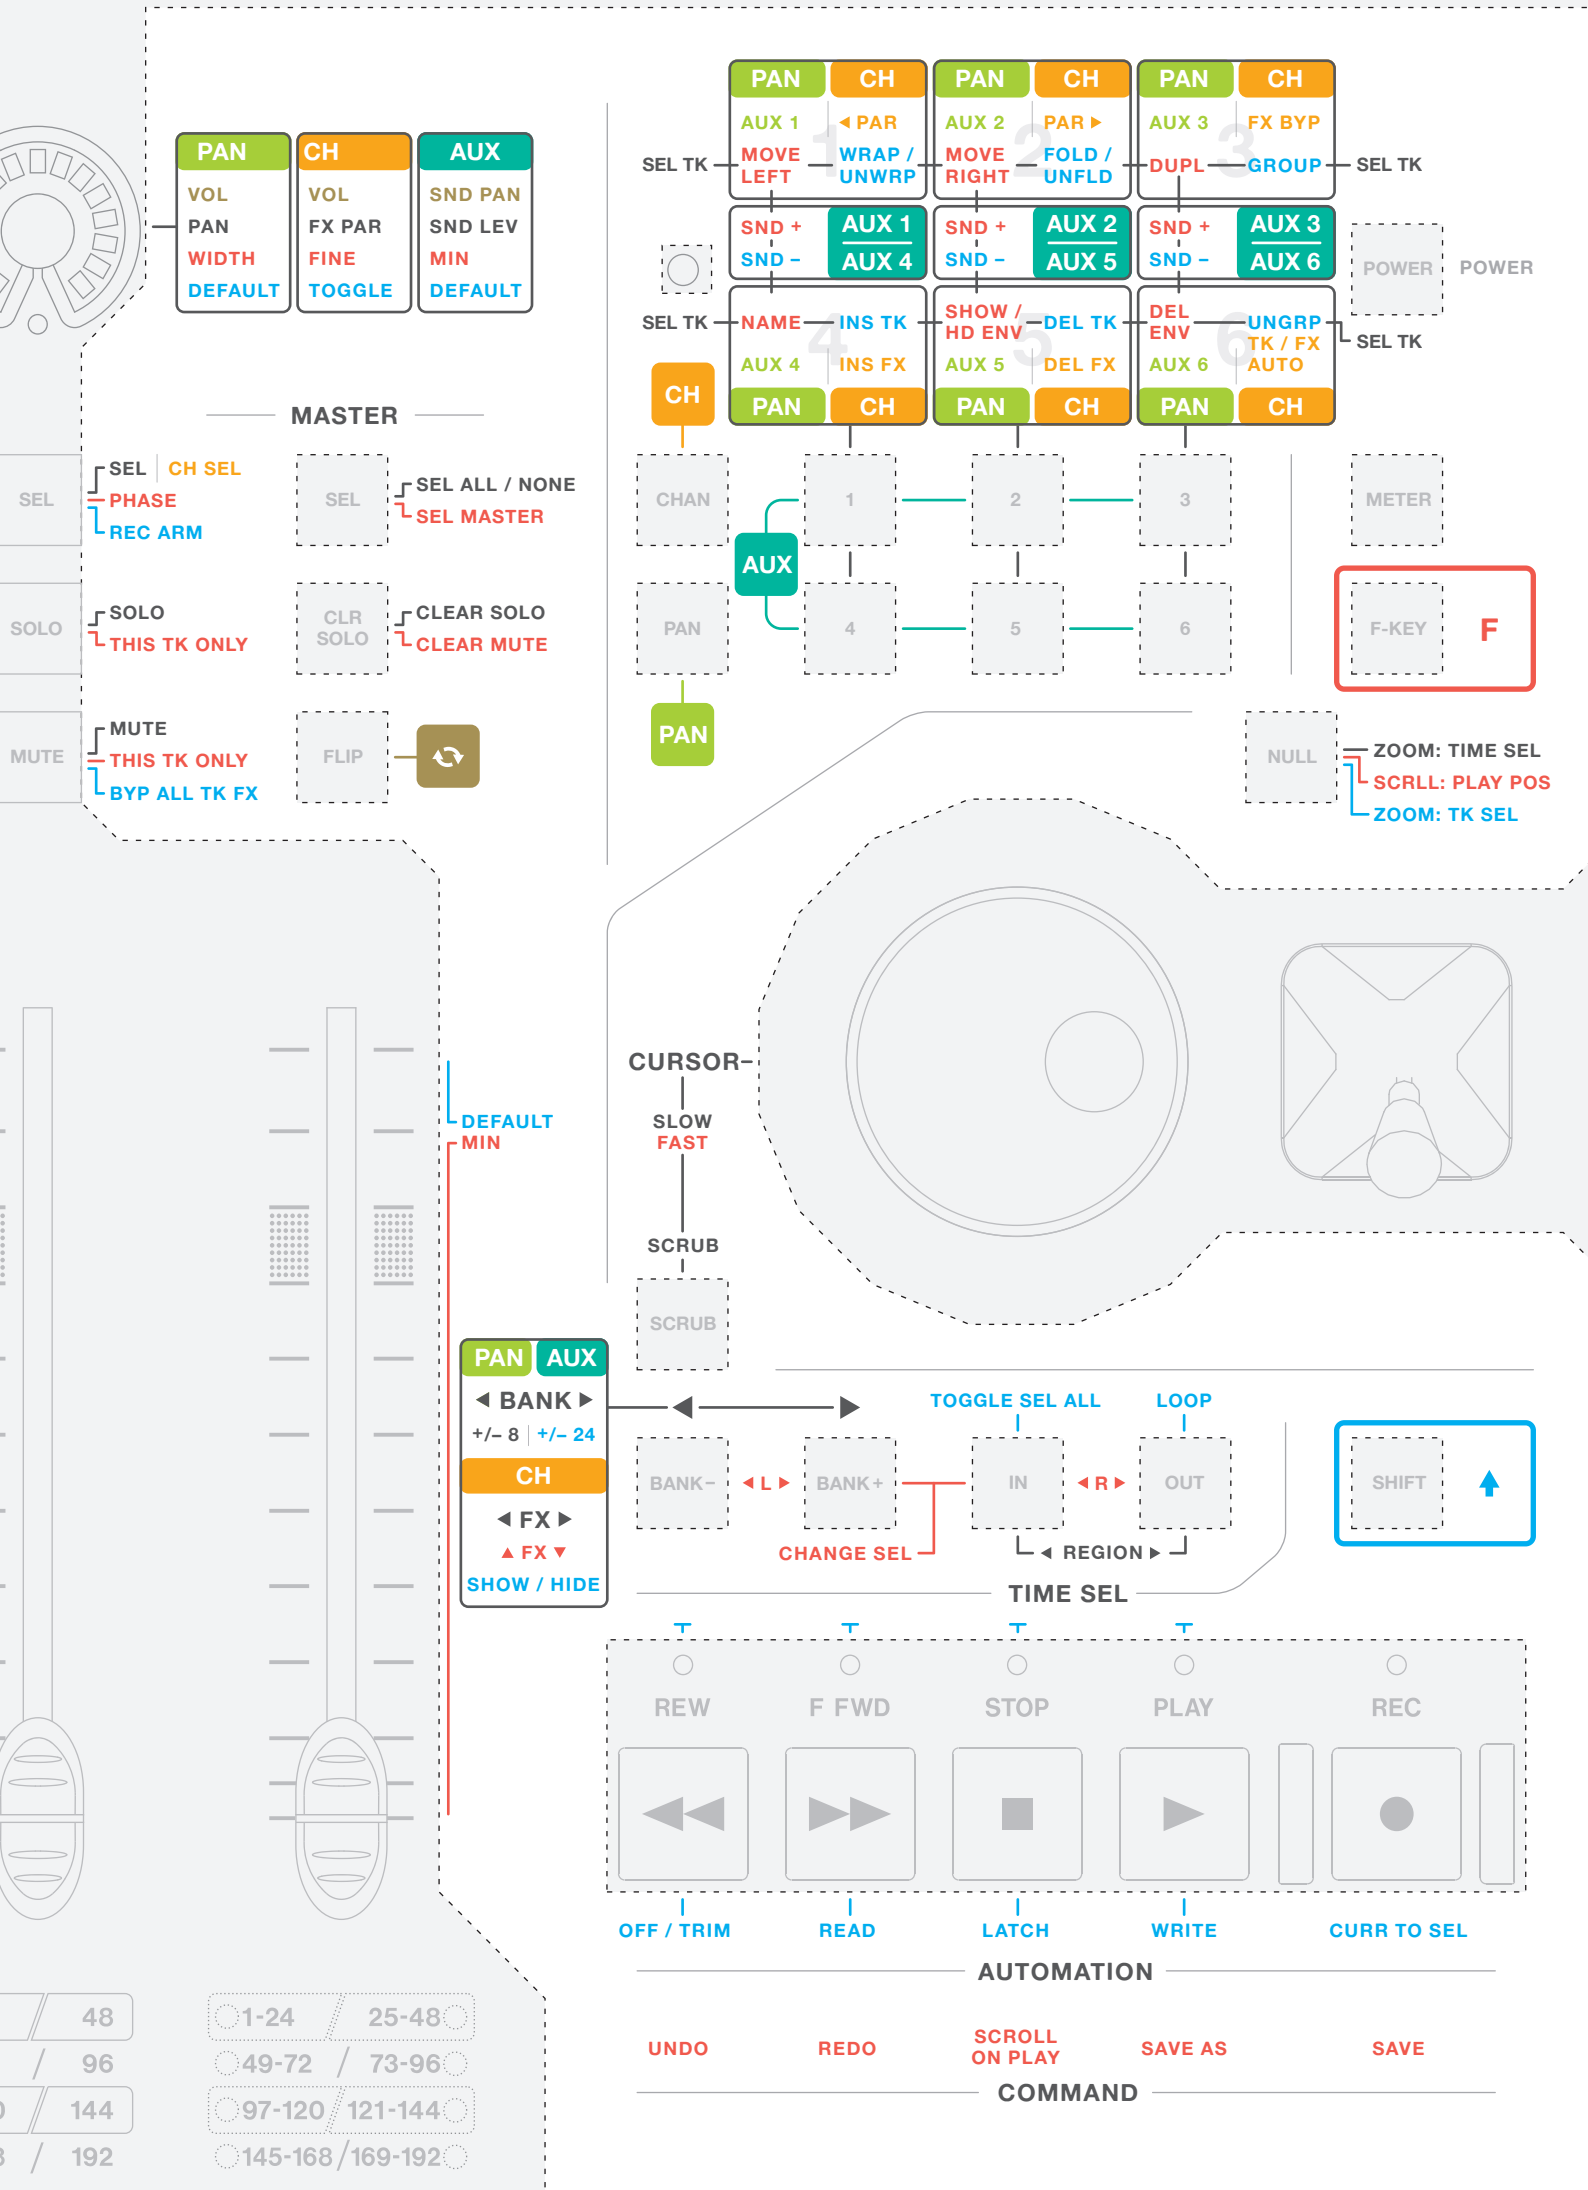 PAN CH PAN CH PAN CH
AUX 1 ◀ PAR AUX 2 PAR ▶ AUX 3 FX BYP
1 2 3
SEL TK MOVE LEFT WRAP / UNWRP MOVE RIGHT FOLD / UNFLD DUPL GROUP SEL TK
SND + AUX 1 SND + AUX 2 SND + AUX 3
SND – AUX 4 SND – AUX 5 SND – AUX 6
POWER POWER
SEL TK NAME INS TK SHOW / HD ENV DEL TK DEL ENV UNGRP SEL TK
4 5 6
AUX 4 INS FX AUX 5 DEL FX AUX 6 TK / FX AUTO
PAN CH PAN CH PAN CH
PAN CH AUX
VOL VOL SND PAN
PAN FX PAR SND LEV
WIDTH FINE MIN
DEFAULT TOGGLE DEFAULT
MASTER
CH
SEL SEL CH SEL
PHASE
REC ARM
SEL SEL ALL / NONE
SEL MASTER
CHAN 1 2 3 METER
AUX
SOLO SOLO
THIS TK ONLY
CLR SOLO CLEAR SOLO
CLEAR MUTE
PAN 4 5 6 F-KEY F
PAN
MUTE MUTE
THIS TK ONLY
BYP ALL TK FX
FLIP
NULL ZOOM: TIME SEL
SCRLL: PLAY POS
ZOOM: TK SEL
CURSOR
SLOW
FAST
DEFAULT
MIN
SCRUB
SCRUB
PAN AUX
◀ BANK ▶
+/– 8 +/– 24
CH
◀ FX ▶
▲ FX ▼
SHOW / HIDE
TOGGLE SEL ALL LOOP
BANK– ◀ L ▶ BANK+ IN ◀ R ▶ OUT SHIFT
CHANGE SEL ◀ REGION ▶
TIME SEL
REW F FWD STOP PLAY REC
OFF / TRIM READ LATCH WRITE CURR TO SEL
AUTOMATION
UNDO REDO SCROLL ON PLAY SAVE AS SAVE
COMMAND
/ 48 1-24 / 25-48
/ 96 49-72 / 73-96
/ 144 97-120 / 121-144
/ 192 145-168 / 169-192